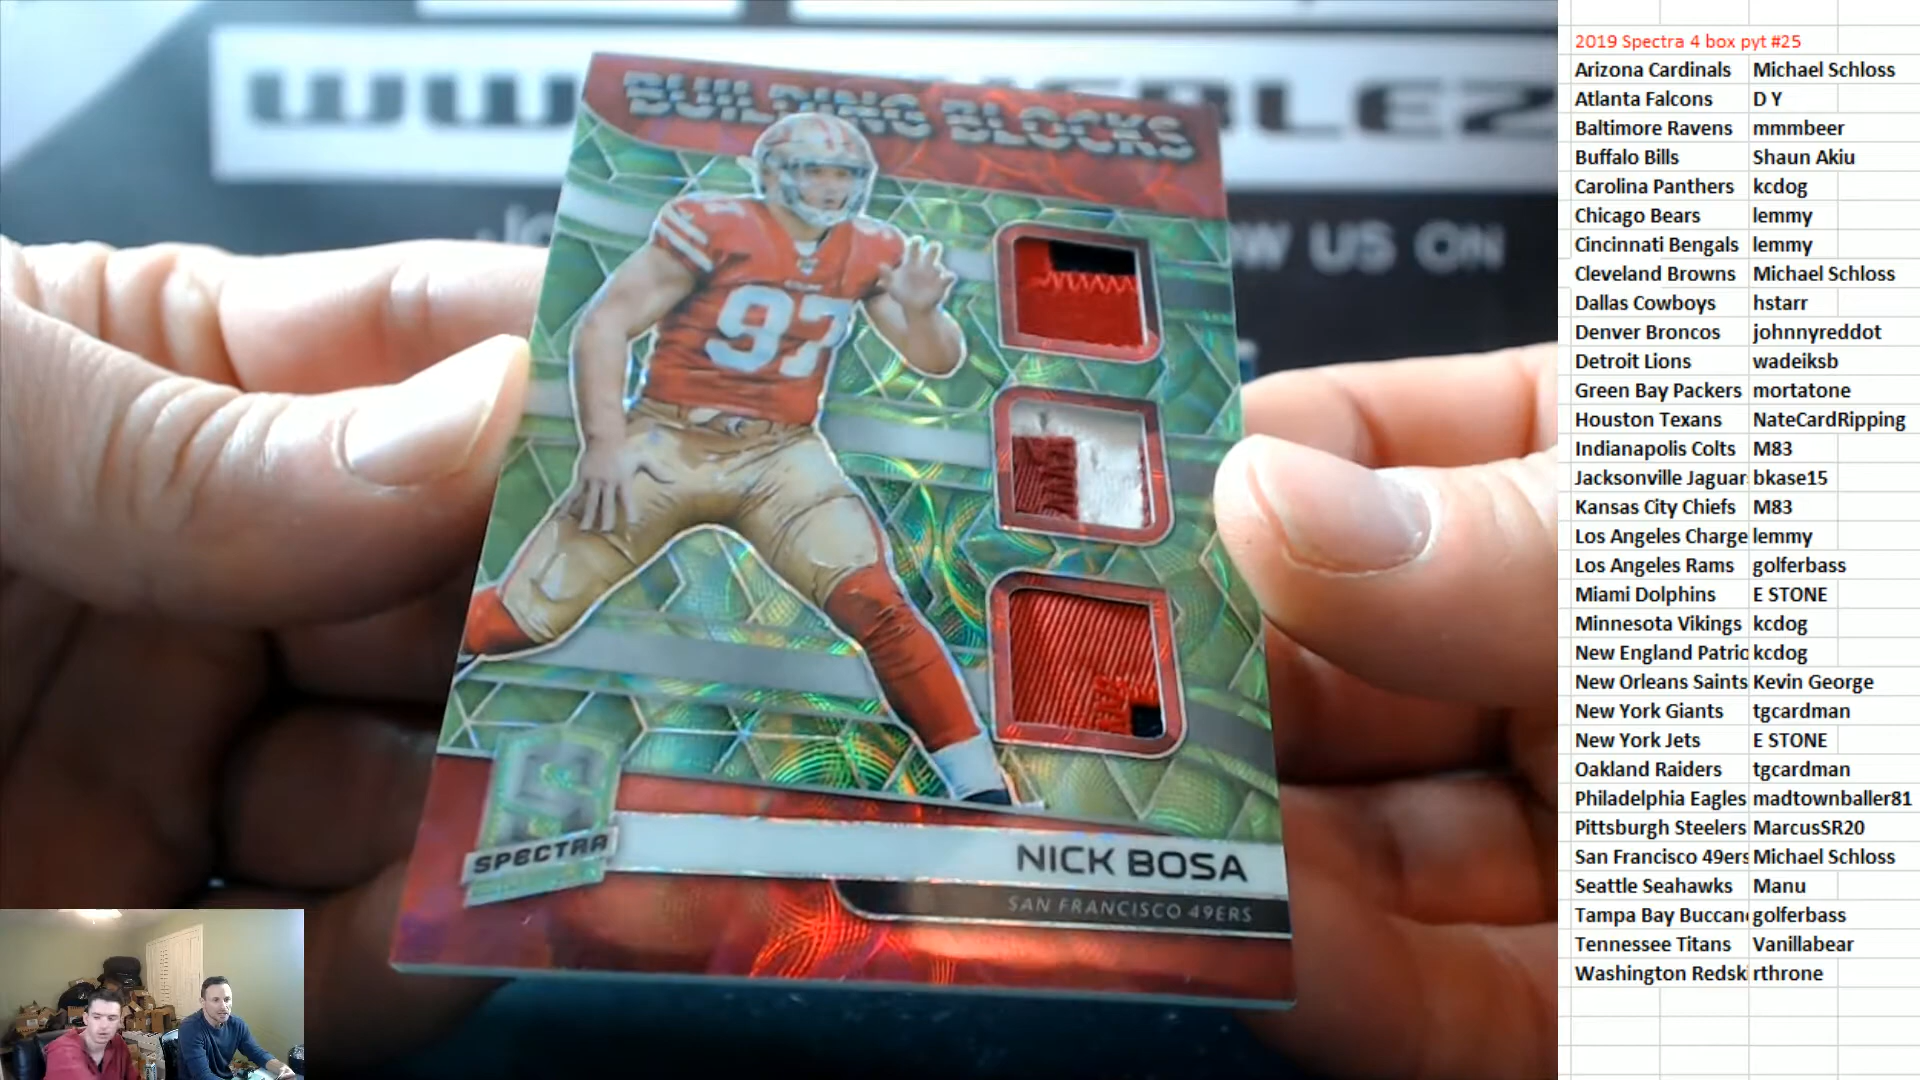 BUILDING BLOCKS
OW US ON
97
SPECTRA
NICK BOSA
SAN FRANCISCO 49ERS
2019 Spectra 4 box pyt #25
Arizona Cardinals Michael Schloss
Atlanta Falcons D Y
Baltimore Ravens mmmbeer
Buffalo Bills Shaun Akiu
Carolina Panthers kcdog
Chicago Bears lemmy
Cincinnati Bengals lemmy
Cleveland Browns Michael Schloss
Dallas Cowboys hstarr
Denver Broncos johnnyreddot
Detroit Lions wadeiksb
Green Bay Packers mortatone
Houston Texans NateCardRipping
Indianapolis Colts M83
Jacksonville Jaguar bkase15
Kansas City Chiefs M83
Los Angeles Charge lemmy
Los Angeles Rams golferbass
Miami Dolphins E STONE
Minnesota Vikings kcdog
New England Patrio kcdog
New Orleans Saints Kevin George
New York Giants tgcardman
New York Jets E STONE
Oakland Raiders tgcardman
Philadelphia Eagles madtownballer81
Pittsburgh Steelers MarcusSR20
San Francisco 49ers Michael Schloss
Seattle Seahawks Manu
Tampa Bay Buccan golferbass
Tennessee Titans Vanillabear
Washington Redsk rthrone